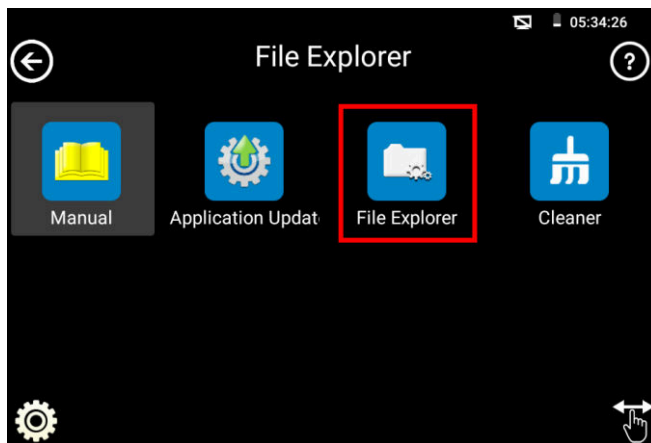 05:34:26
File Explorer
?
Manual
Application Updat
File Explorer
Cleaner